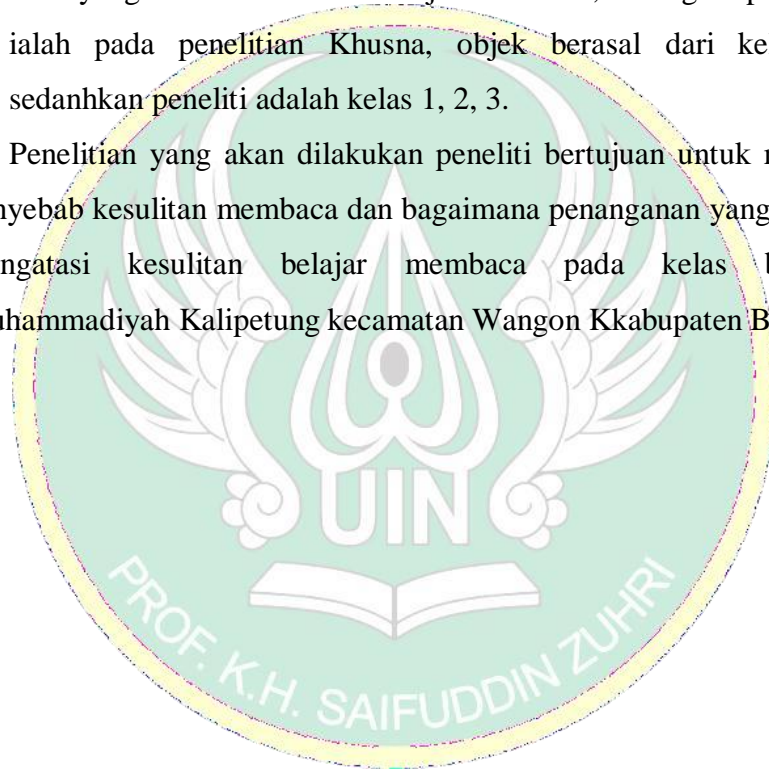 ialah pada penelitian Khusna, objek berasal dari ke
sedanhkan peneliti adalah kelas 1, 2, 3.
Penelitian yang akan dilakukan peneliti bertujuan untuk
nyebab kesulitan membaca dan bagaimana penanganan yang
ngatasi kesulitan belajar membaca pada kelas
uhammadiyah Kalipetung kecamatan Wangon Kkabupaten B
UIN
PROF. K.H. SAIFUDDIN ZUHRI